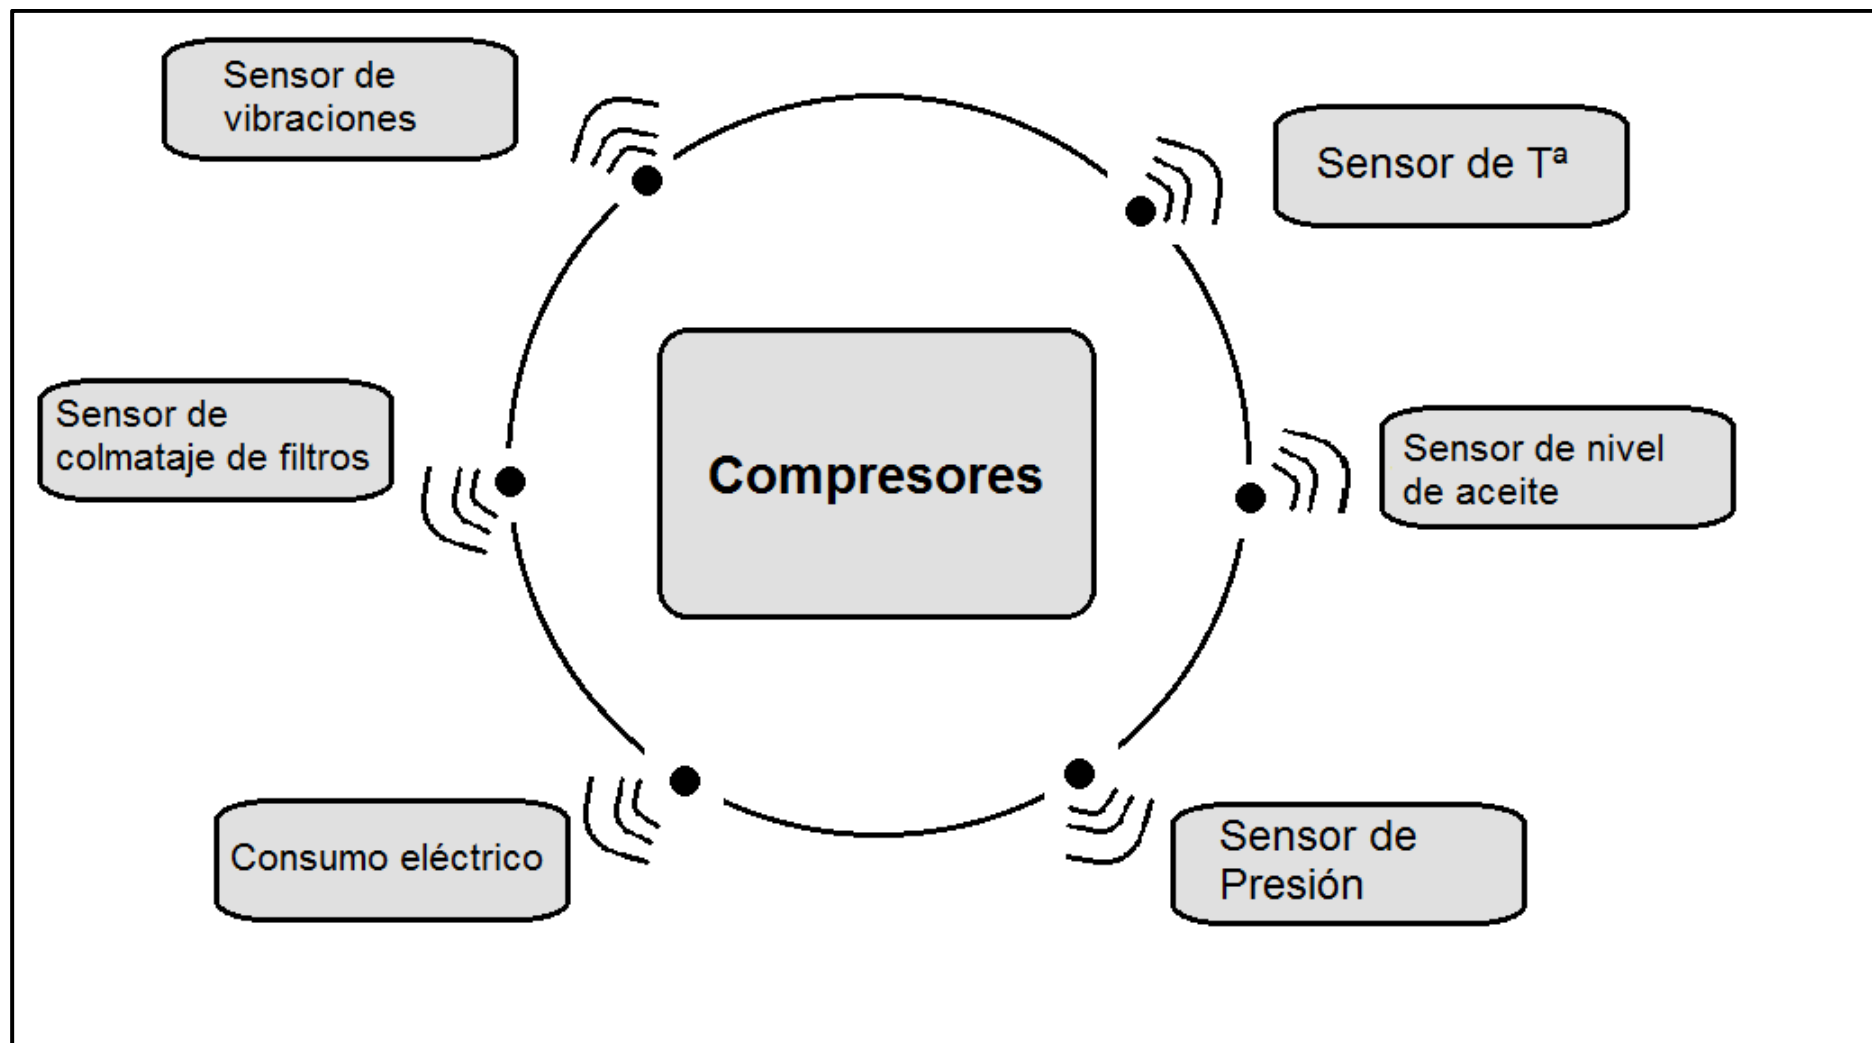 Sensor de
vibraciones
Sensor de Tª
Sensor de
colmataje de filtros
Compresores
Sensor de nivel
de aceite
Consumo eléctrico
Sensor de
Presión